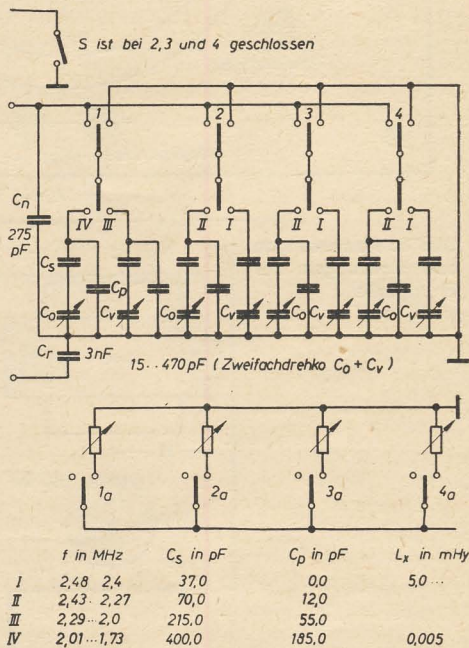 S ist bei 2,3 und 4 geschlossen
1 2 3 4
Cn
275
pF
IV III II I II I II I
Cs
Cp
Co Cv Co Cv Co Cv Co Cv
Cr 3nF
15..470pF (Zweifachdrehko Co + Cv)
1a 2a 3a 4a
f in MHz Cs in pF Cp in pF Lx in mHy
I 2,48 2,4 37,0 0,0 5,0 ...
II 2,43 · 2,27 70,0 12,0
III 2,29 ··· 2,0 215,0 55,0
IV 2,01 ··· 1,73 400,0 185,0 0,005